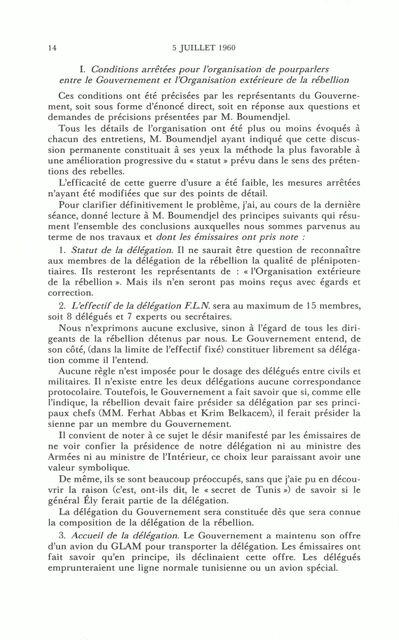 14 5 JUILLET 1960
I. Conditions arrêtées pour l'organisation de pourparlers
entre le Gouvernement et l'Organisation extérieure de la rébellion
Ces conditions ont été précisées par les représentants du Gouverne-
ment, soit sous forme d'énoncé direct, soit en réponse aux questions et
demandes de précisions présentées par M. Boumendjel.
Tous les détails de l'organisation ont été plus ou moins évoqués à
chacun des entretiens, M. Boumendjel ayant indiqué que cette discus-
sion permanente constituait à ses yeux la méthode la plus favorable à
une amélioration progressive du « statut » prévu dans le sens des préten-
tions des rebelles.
L'efficacité de cette guerre d'usure a été faible, les mesures arrêtées
n'ayant été modifiées que sur des points de détail.
Pour clarifier définitivement le problème, j'ai, au cours de la dernière
séance, donné lecture à M. Boumendjel des principes suivants qui résu-
ment l'ensemble des conclusions auxquelles nous sommes parvenus au
terme de nos travaux et dont les émissaires ont pris note :
1. Statut de la délégation. Il ne saurait être question de reconnaître
aux membres de la délégation de la rébellion la qualité de plénipoten-
tiaires. Ils resteront les représentants de : « l'Organisation extérieure
de la rébellion ». Mais ils n'en seront pas moins reçus avec égards et
correction.
2. L'effectif de la délégation F.L.N. sera au maximum de 15 membres,
soit 8 délégués et 7 experts ou secrétaires.
Nous n'exprimons aucune exclusive, sinon à l'égard de tous les diri-
geants de la rébellion détenus par nous. Le Gouvernement entend, de
son côté, (dans la limite de l'effectif fixé) constituer librement sa déléga-
tion comme il l'entend.
Aucune règle n'est imposée pour le dosage des délégués entre civils et
militaires. Il n'existe entre les deux délégations aucune correspondance
protocolaire. Toutefois, le Gouvernement a fait savoir que si, comme elle
l'indique, la rébellion devait faire présider sa délégation par ses princi-
paux chefs (MM. Ferhat Abbas et Krim Belkacem), il ferait présider la
sienne par un membre du Gouvernement.
Il convient de noter à ce sujet le désir manifesté par les émissaires de
ne voir confier la présidence de notre délégation ni au ministre des
Armées ni au ministre de l'Intérieur, ce choix leur paraissant avoir une
valeur symbolique.
De même, ils se sont beaucoup préoccupés, sans que j'aie pu en décou-
vrir la raison (c'est, ont-ils dit, le « secret de Tunis ») de savoir si le
général Ély ferait partie de la délégation.
La délégation du Gouvernement sera constituée dès que sera connue
la composition de la délégation de la rébellion.
3. Accueil de la délégation. Le Gouvernement a maintenu son offre
d'un avion du GLAM pour transporter la délégation. Les émissaires ont
fait savoir qu'en principe, ils déclinaient cette offre. Les délégués
emprunteraient une ligne normale tunisienne ou un avion spécial.